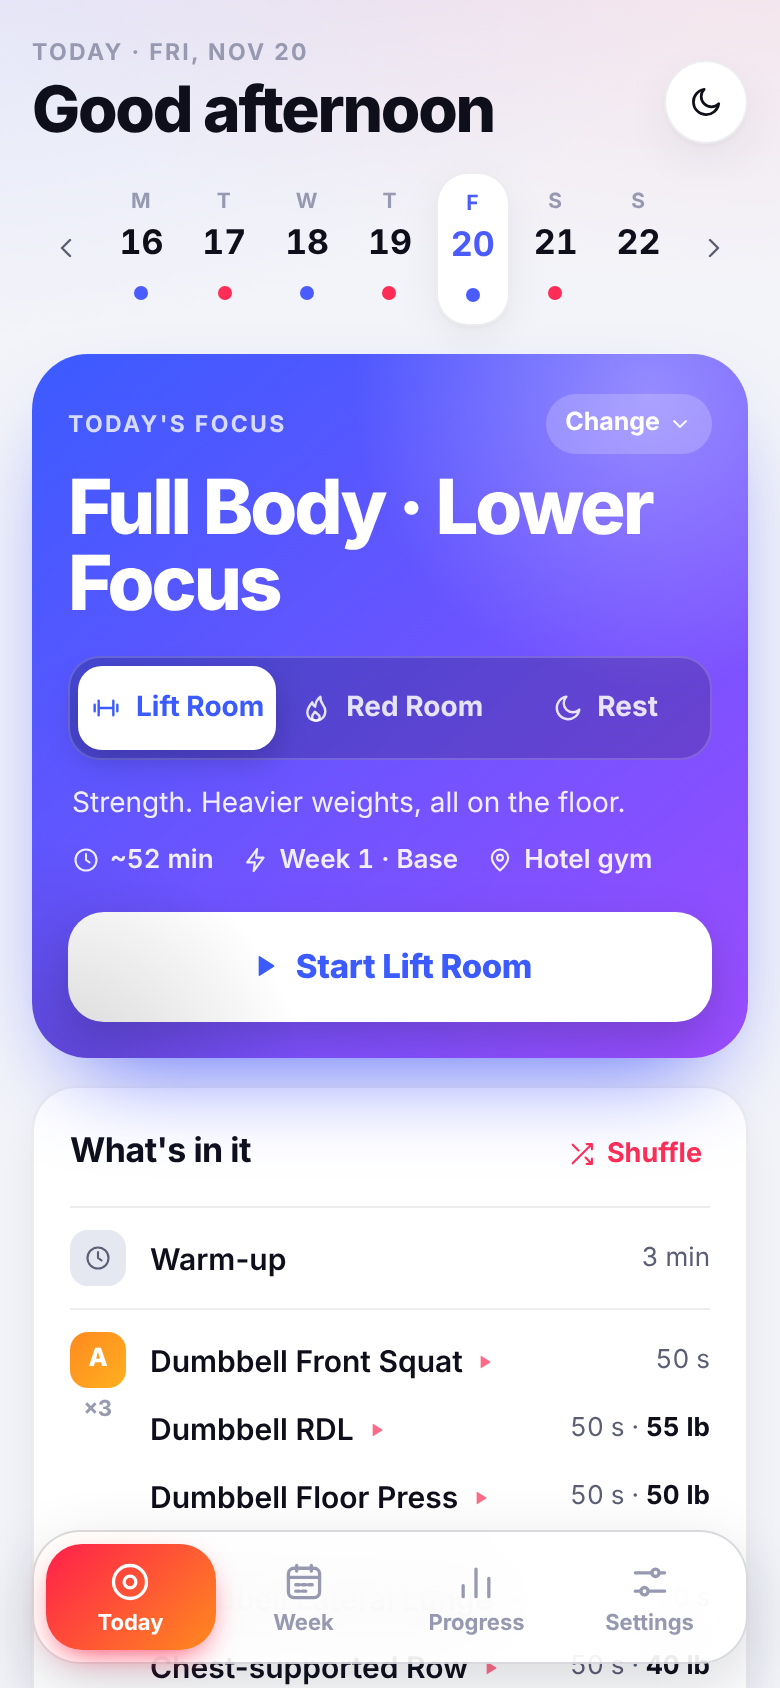 TODAY · FRI, NOV 20
Good afternoon
M T W T F S S
16 17 18 19 20 21 22
TODAY'S FOCUS
Change
Full Body · Lower
Focus
Lift Room
Red Room
Rest
Strength. Heavier weights, all on the floor.
~52 min
Week 1 · Base
Hotel gym
Start Lift Room
What's in it
Shuffle
Warm-up 3 min
A
×3
Dumbbell Front Squat 50 s
Dumbbell RDL 50 s · 55 lb
Dumbbell Floor Press 50 s · 50 lb
Today
Week
Progress
Settings
Chest-supported Row 50 s · 40 lb